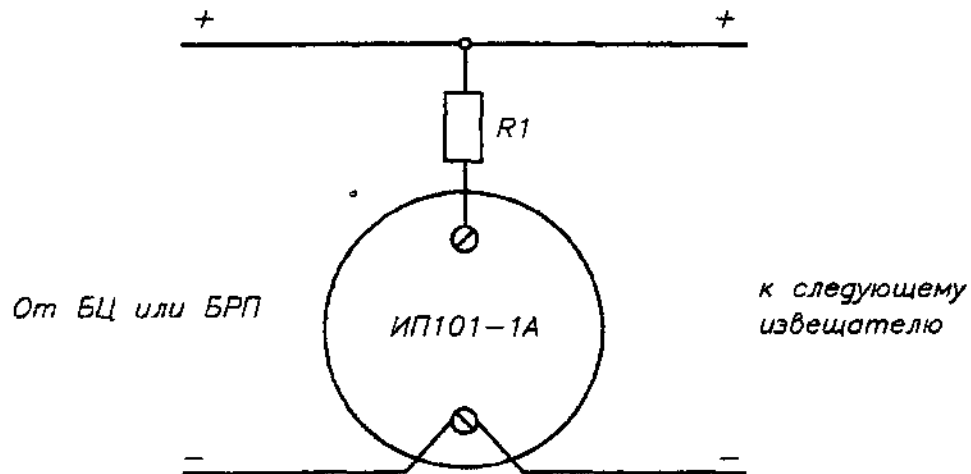 + +
R1
От БЦ или БРП
ИП101-1А
к следующему
извещателю
- -